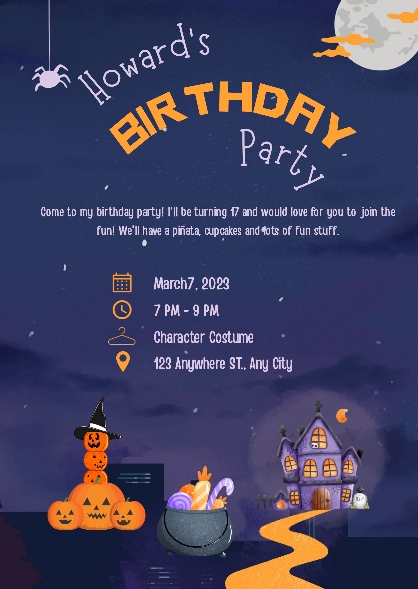 Howard's
BIRTHDAY
Party
Come to my birthday party! I'll be turning 17 and would love for you to join the
fun! We'll have a piñata, cupcakes and lots of fun stuff.
March7, 2023
7 PM - 9 PM
Character Costume
123 Anywhere ST., Any City